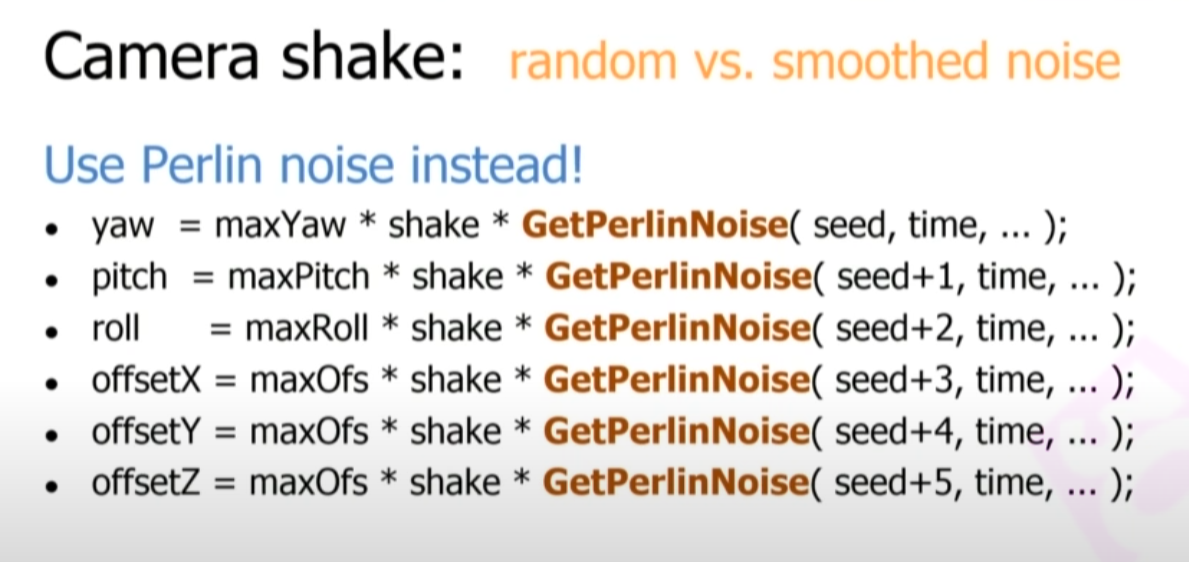 Camera shake: random vs. smoothed noise
Use Perlin noise instead!
• yaw = maxYaw * shake * GetPerlinNoise( seed, time, ... );
• pitch = maxPitch * shake * GetPerlinNoise( seed+1, time, ... );
• roll = maxRoll * shake * GetPerlinNoise( seed+2, time, ... );
• offsetX = maxOfs * shake * GetPerlinNoise( seed+3, time, ... );
• offsetY = maxOfs * shake * GetPerlinNoise( seed+4, time, ... );
• offsetZ = maxOfs * shake * GetPerlinNoise( seed+5, time, ... );